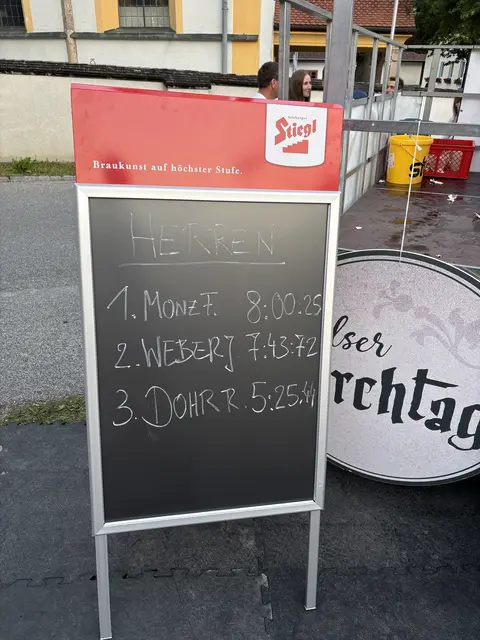 Stiegl
Braukunst auf höchster Stufe.
HERREN
1. MONZ F. 8:00:25
2. WEBER J 7:43:72
3. DOHR R. 5:25:44
lser
rchtag